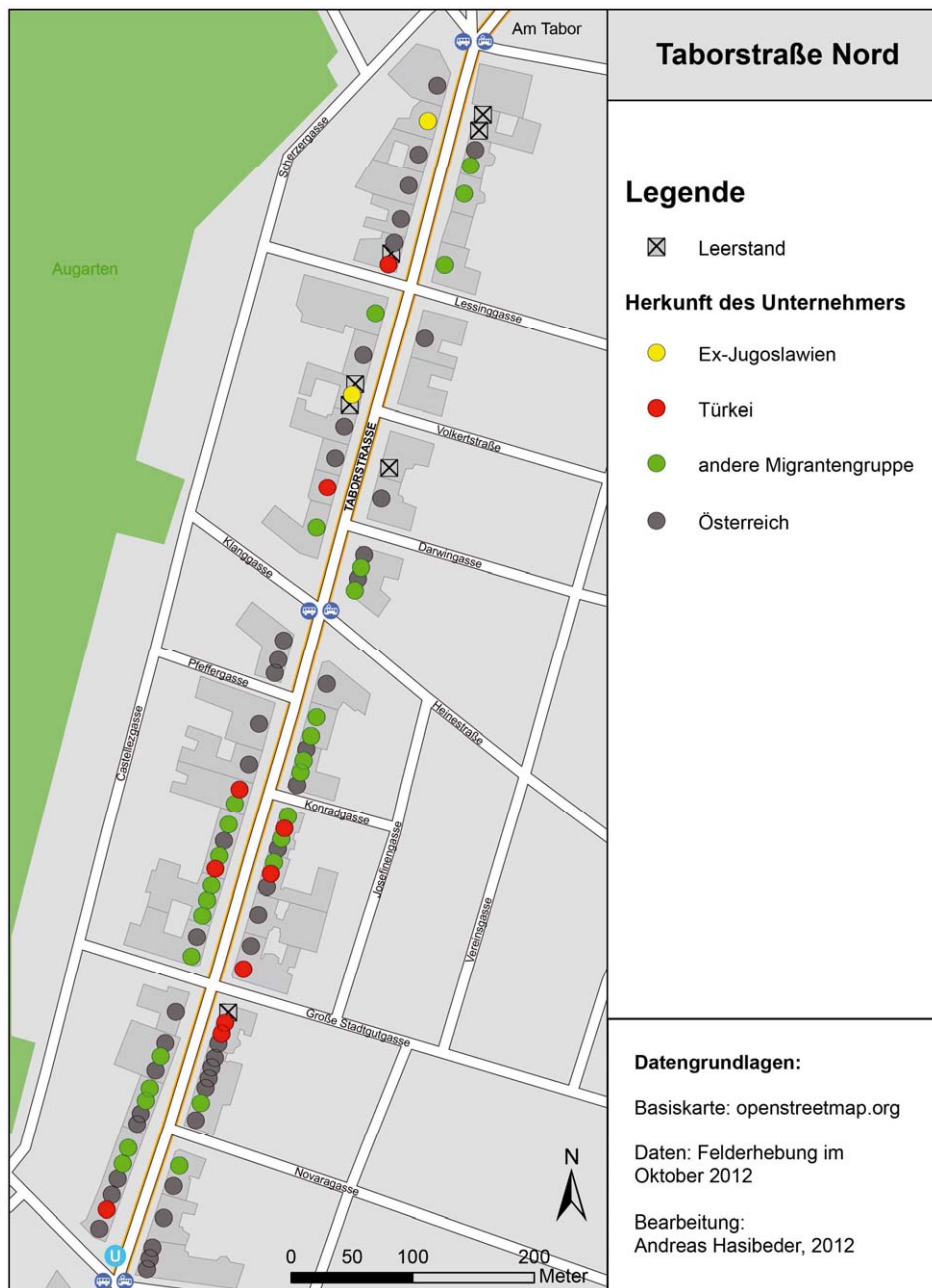 Am Tabor
Taborstraße Nord
Scherzergasse
Augarten
Lessinggasse
Volkertstraße
TABORSTRASSE
Klanggasse
Darwingasse
Pfeffergasse
Heinestraße
Castellezgasse
Konradgasse
Josefinengasse
Vereinsgasse
Große Stadtgutgasse
Novaragasse
U
N
0 50 100 200
Meter
Legende
Leerstand
Herkunft des Unternehmers
Ex-Jugoslawien
Türkei
andere Migrantengruppe
Österreich
Datengrundlagen:
Basiskarte: openstreetmap.org
Daten: Felderhebung im
Oktober 2012
Bearbeitung:
Andreas Hasibeder, 2012